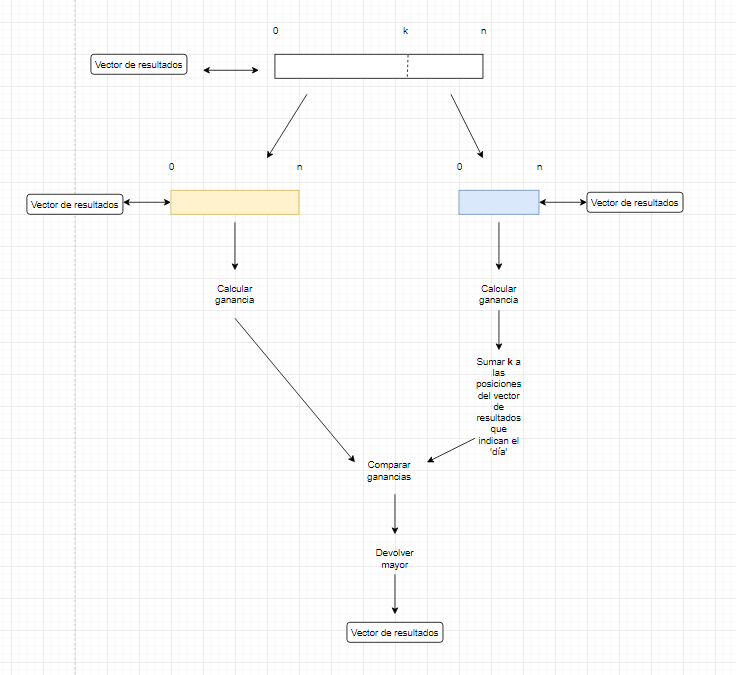 0 k n
Vector de resultados
0 n 0 n
Vector de resultados
Vector de resultados
Calcular
ganancia
Calcular
ganancia
Sumar k a
las
posiciones
del vector
de
resultados
que
indican el
'día'
Comparar
ganancias
Devolver
mayor
Vector de resultados